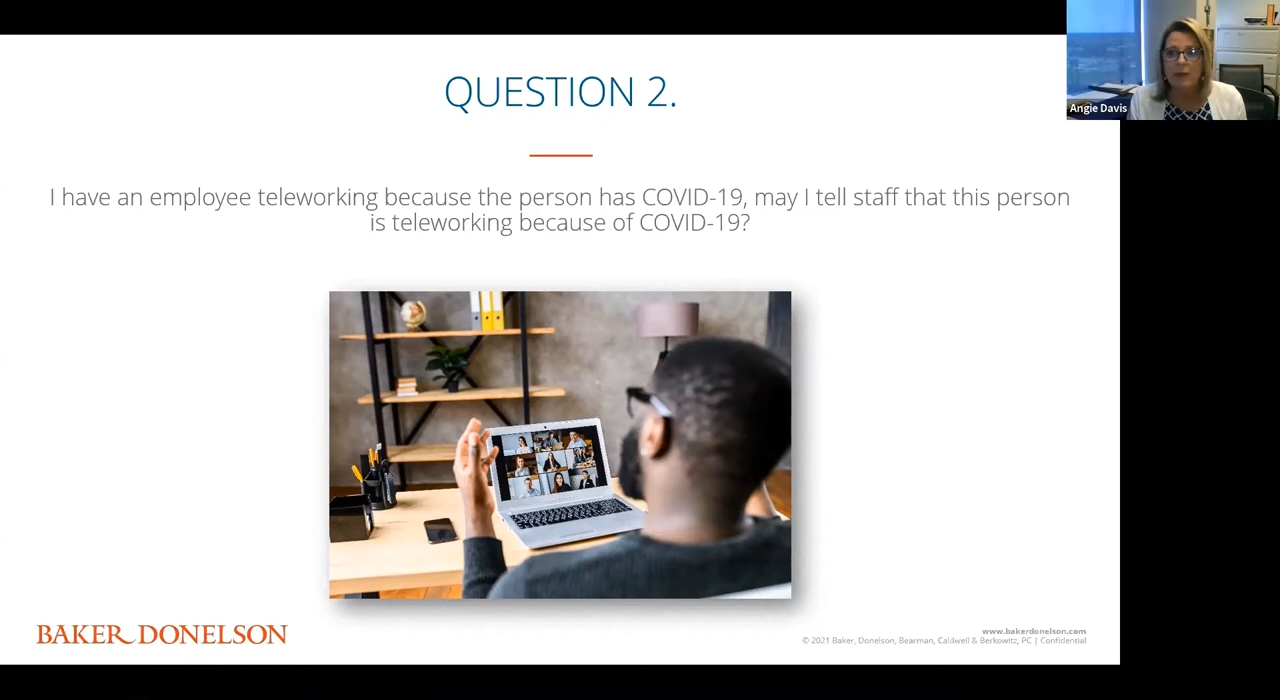 QUESTION 2.
Angie Davis
I have an employee teleworking because the person has COVID-19, may I tell staff that this person
is teleworking because of COVID-19?
BAKER DONELSON
www.bakerdonelson.com
© 2021 Baker, Donelson, Bearman, Caldwell & Berkowitz, PC | Confidential